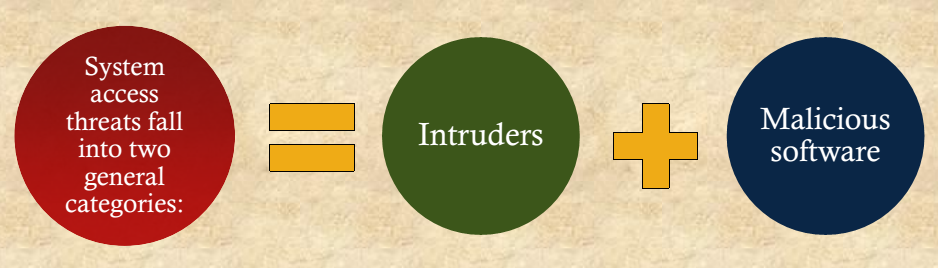 System
access
threats fall
into two
general
categories:
Intruders
Malicious
software